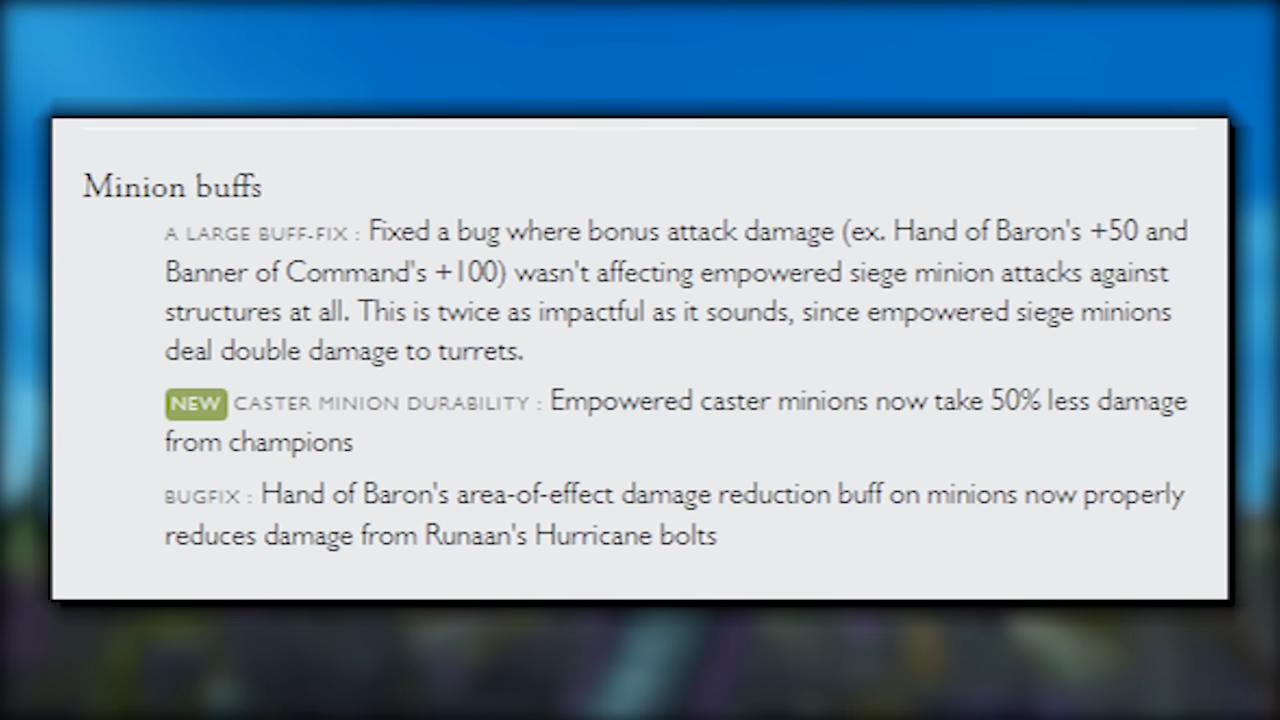 Minion buffs
A LARGE BUFF-FIX : Fixed a bug where bonus attack damage (ex. Hand of Baron's +50 and
Banner of Command's +100) wasn't affecting empowered siege minion attacks against
structures at all. This is twice as impactful as it sounds, since empowered siege minions
deal double damage to turrets.
NEW CASTER MINION DURABILITY : Empowered caster minions now take 50% less damage
from champions
BUGFIX : Hand of Baron's area-of-effect damage reduction buff on minions now properly
reduces damage from Runaan's Hurricane bolts